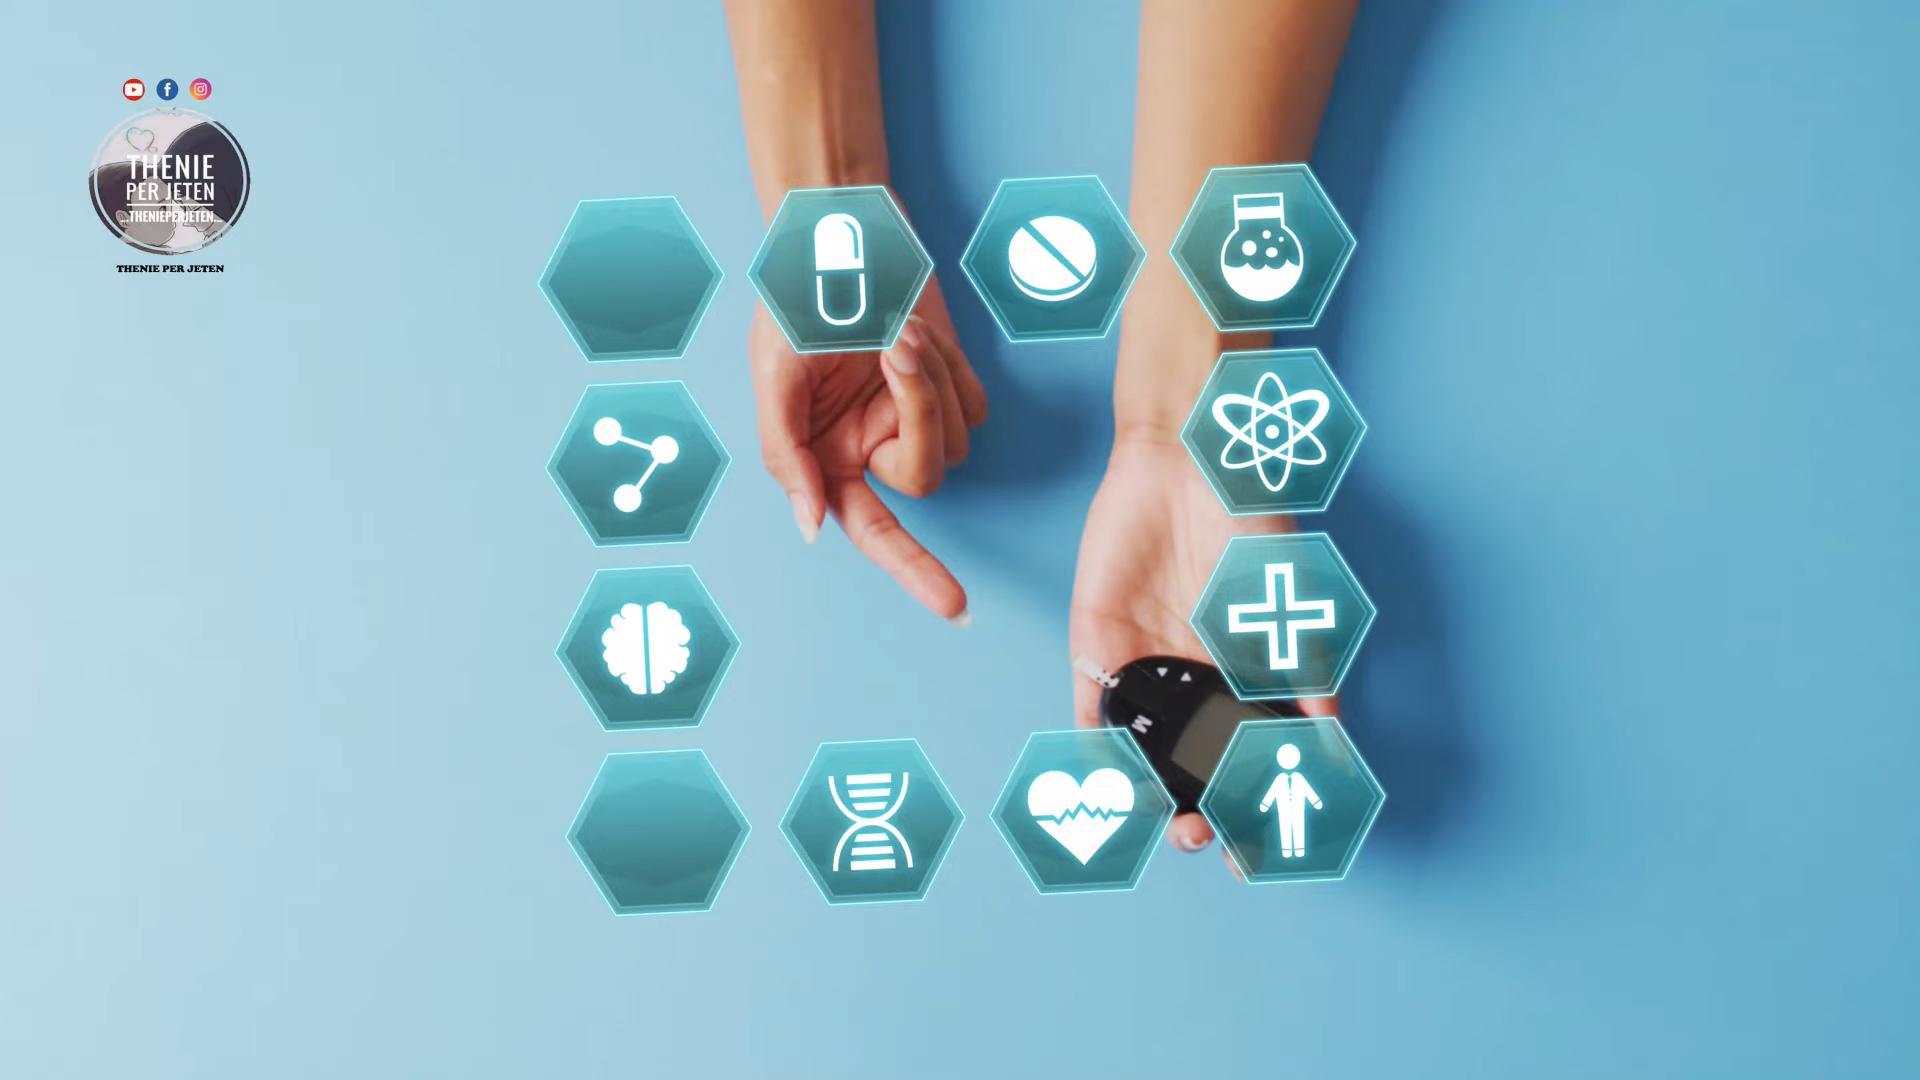 THENIE
PER JETEN
...THENIEPERJETEN...
THENIE PER JETEN
M